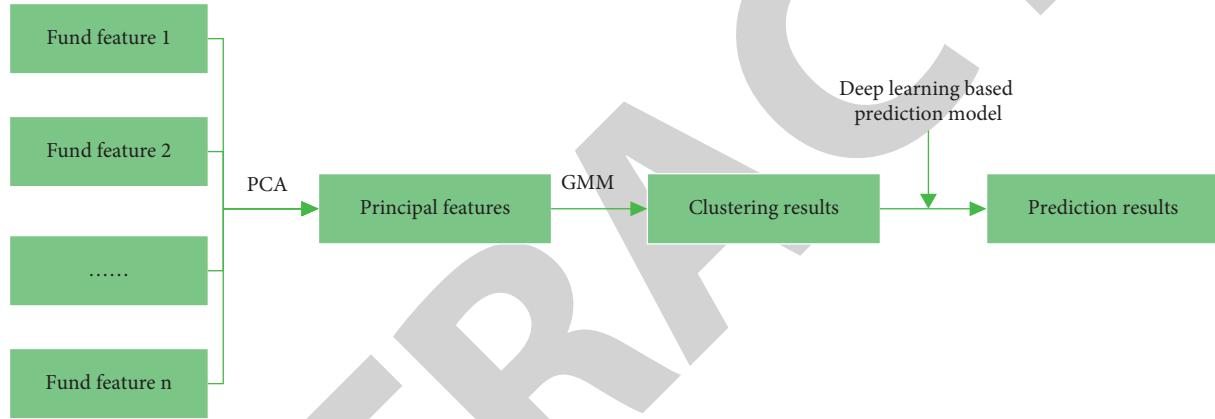 Fund feature 1
Fund feature 2
......
Fund feature n
PCA
Principal features
GMM
Clustering results
Deep learning based
prediction model
Prediction results
TRACT